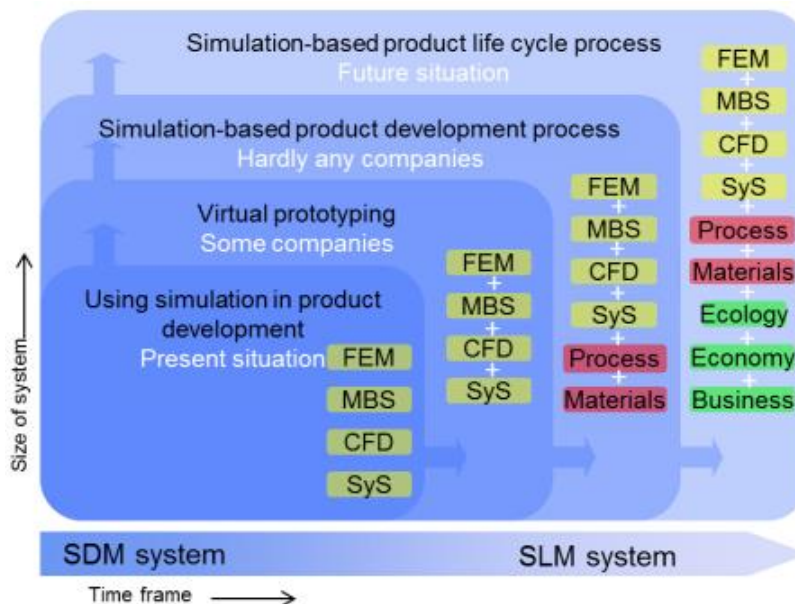 Simulation-based product life cycle process
Future situation
Simulation-based product development process
Hardly any companies
Virtual prototyping
Some companies
Using simulation in product
development
Present situation
FEM
MBS
CFD
SyS
FEM
+
MBS
+
CFD
+
SyS
FEM
+
MBS
+
CFD
+
SyS
+
Process
+
Materials
FEM
+
MBS
+
CFD
+
SyS
+
Process
+
Materials
+
Ecology
+
Economy
+
Business
Size of system
SDM system
SLM system
Time frame